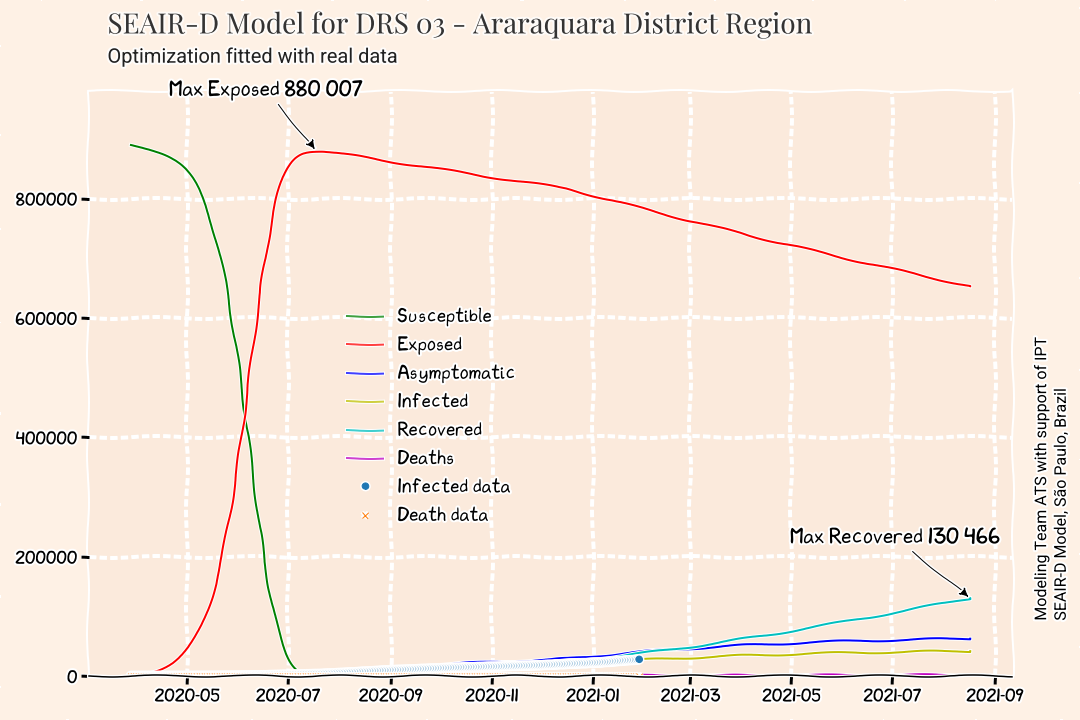 SEAIR-D Model for DRS 03 - Araraquara District Region
Optimization fitted with real data
Max Exposed 880 007
800000
600000
400000
200000
0
Susceptible
Exposed
Asymptomatic
Infected
Recovered
Deaths
Infected data
Death data
Max Recovered 130 466
2020-05
2020-07
2020-09
2020-11
2021-01
2021-03
2021-05
2021-07
2021-09
Modeling Team ATS with support of IPT
SEAIR-D Model, São Paulo, Brazil